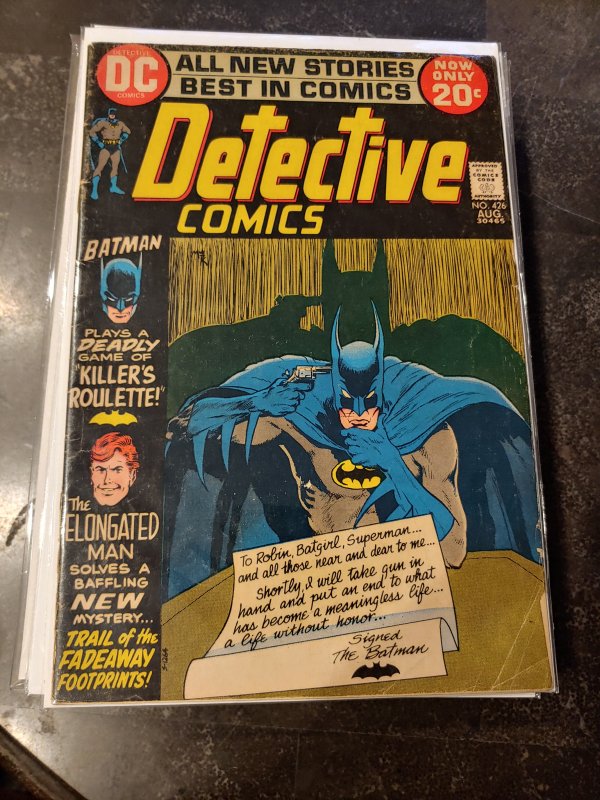 DETECTIVE
DC
COMICS
ALL NEW STORIES
BEST IN COMICS
NOW
ONLY
20¢
Detective
COMICS
APPROVED
BY THE
COMICS
CODE
AUTHORITY
NO. 426
AUG.
30465
BATMAN
PLAYS A
DEADLY
GAME OF
"KILLER'S
ROULETTE!"
The
ELONGATED
MAN
SOLVES A
BAFFLING
NEW
MYSTERY...
TRAIL of the
FADEAWAY
FOOTPRINTS!
To Robin, Batgirl, Superman...
and all those near and dear to me...
Shortly, I will take gun in
hand and put an end to what
has become a meaningless life...
a life without honor...
Signed
The Batman